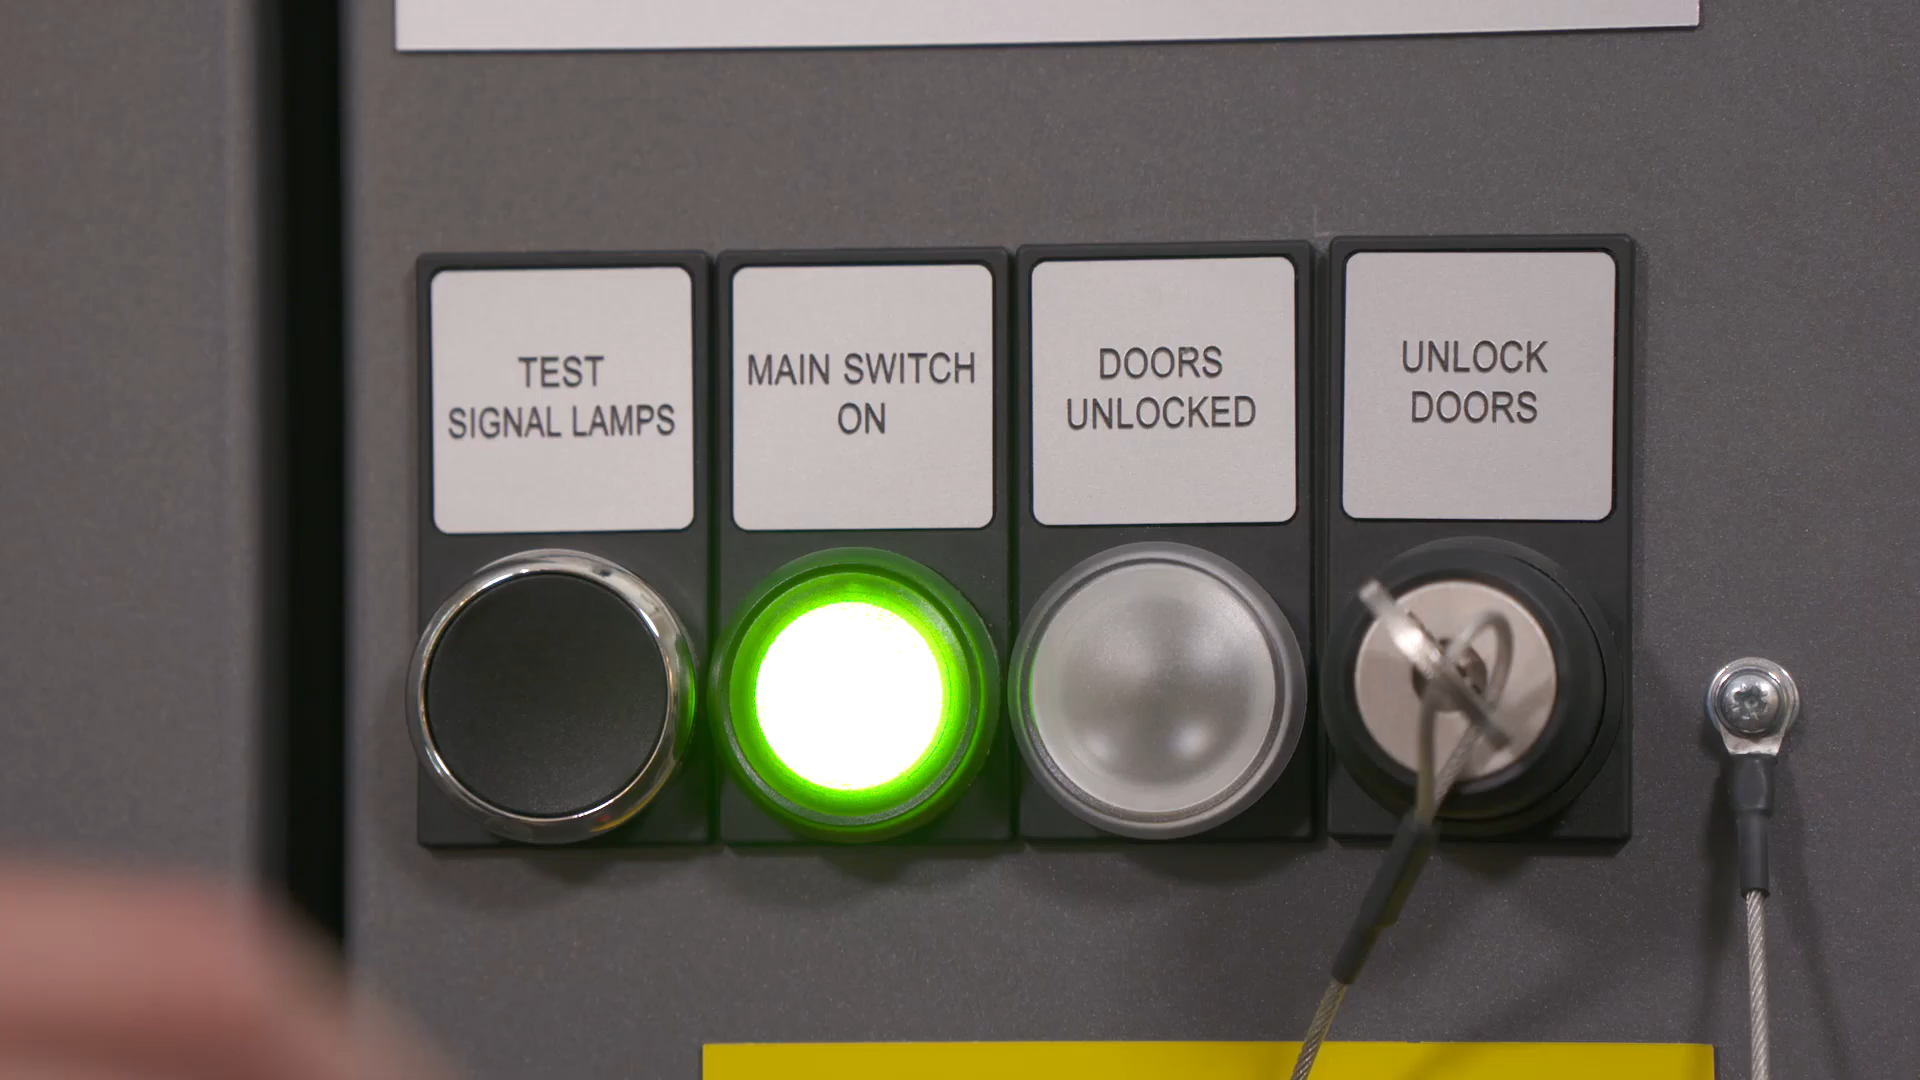 TEST
SIGNAL LAMPS
MAIN SWITCH
ON
DOORS
UNLOCKED
UNLOCK
DOORS